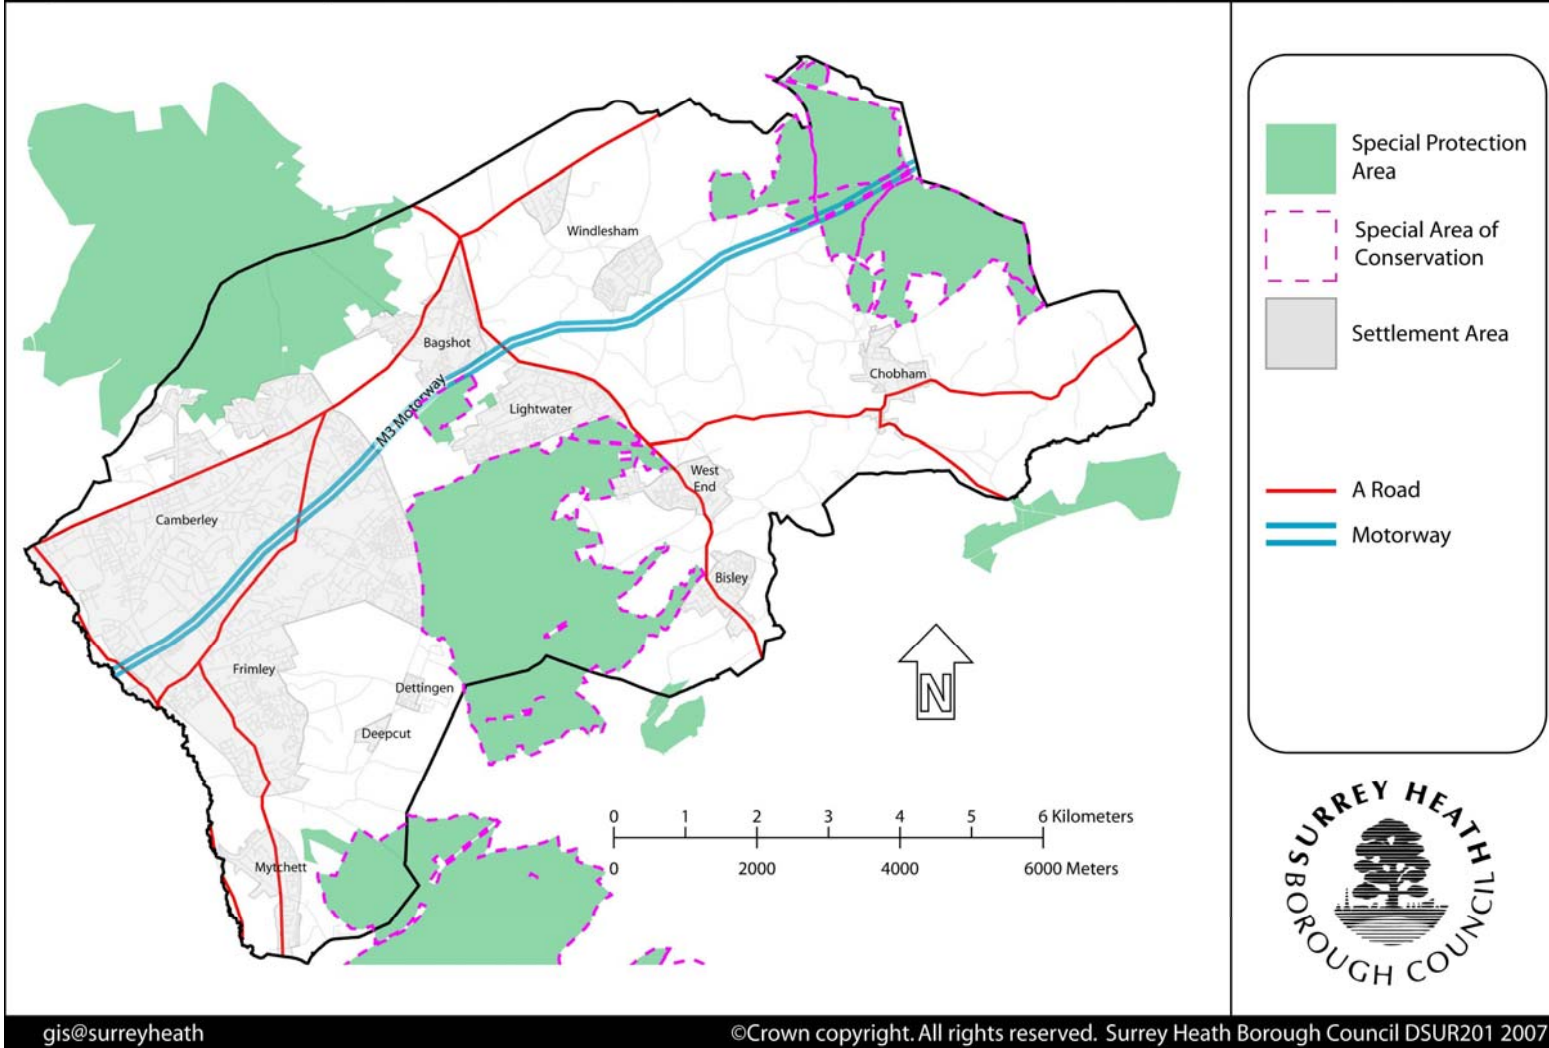 Special Protection
Area
Special Area of
Conservation
Settlement Area
A Road
Motorway
Windlesham
Bagshot
Chobham
M3 Motorway
Lightwater
West
End
Camberley
Bisley
Frimley
Dettingen
Deepcut
Mytchett
N
0 1 2 3 4 5 6 Kilometers
0 2000 4000 6000 Meters
SURREY HEATH
BOROUGH COUNCIL
gis@surreyheath
©Crown copyright. All rights reserved. Surrey Heath Borough Council DSUR201 2007